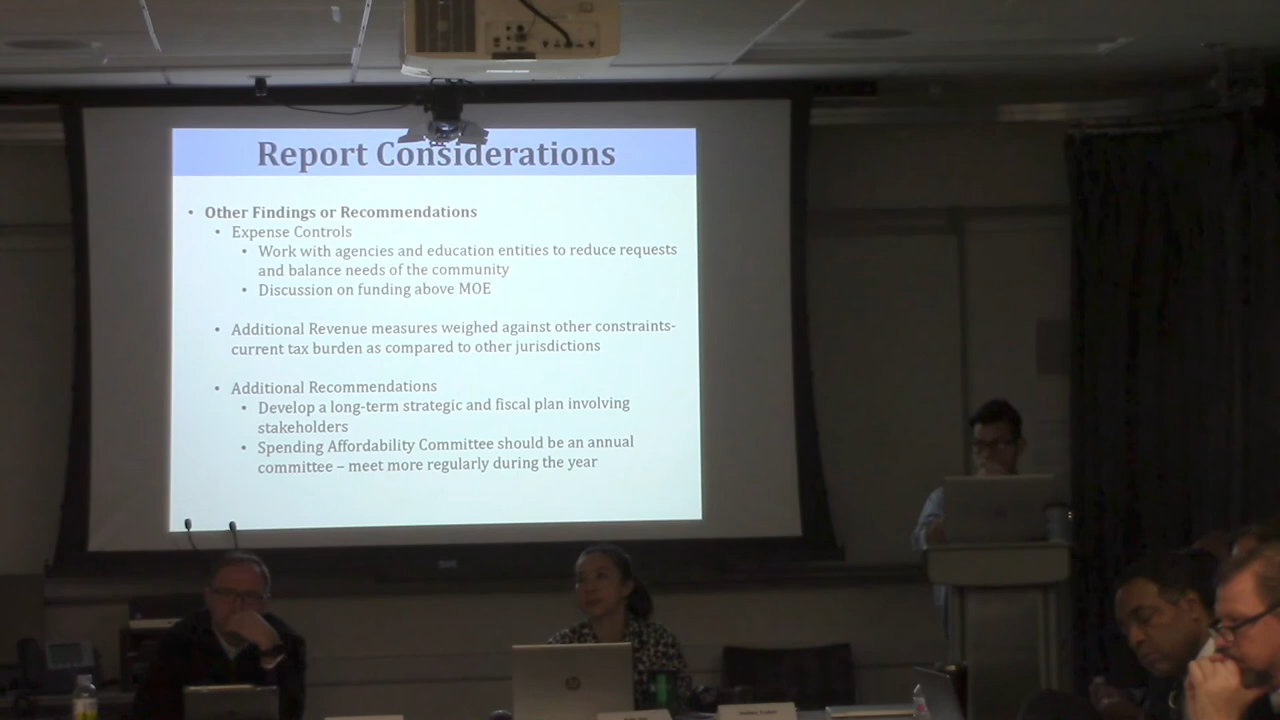 Report Considerations
• Other Findings or Recommendations
• Expense Controls
• Work with agencies and education entities to reduce requests
and balance needs of the community
• Discussion on funding above MOE
• Additional Revenue measures weighed against other constraints-
current tax burden as compared to other jurisdictions
• Additional Recommendations
• Develop a long-term strategic and fiscal plan involving
stakeholders
• Spending Affordability Committee should be an annual
committee – meet more regularly during the year
hp